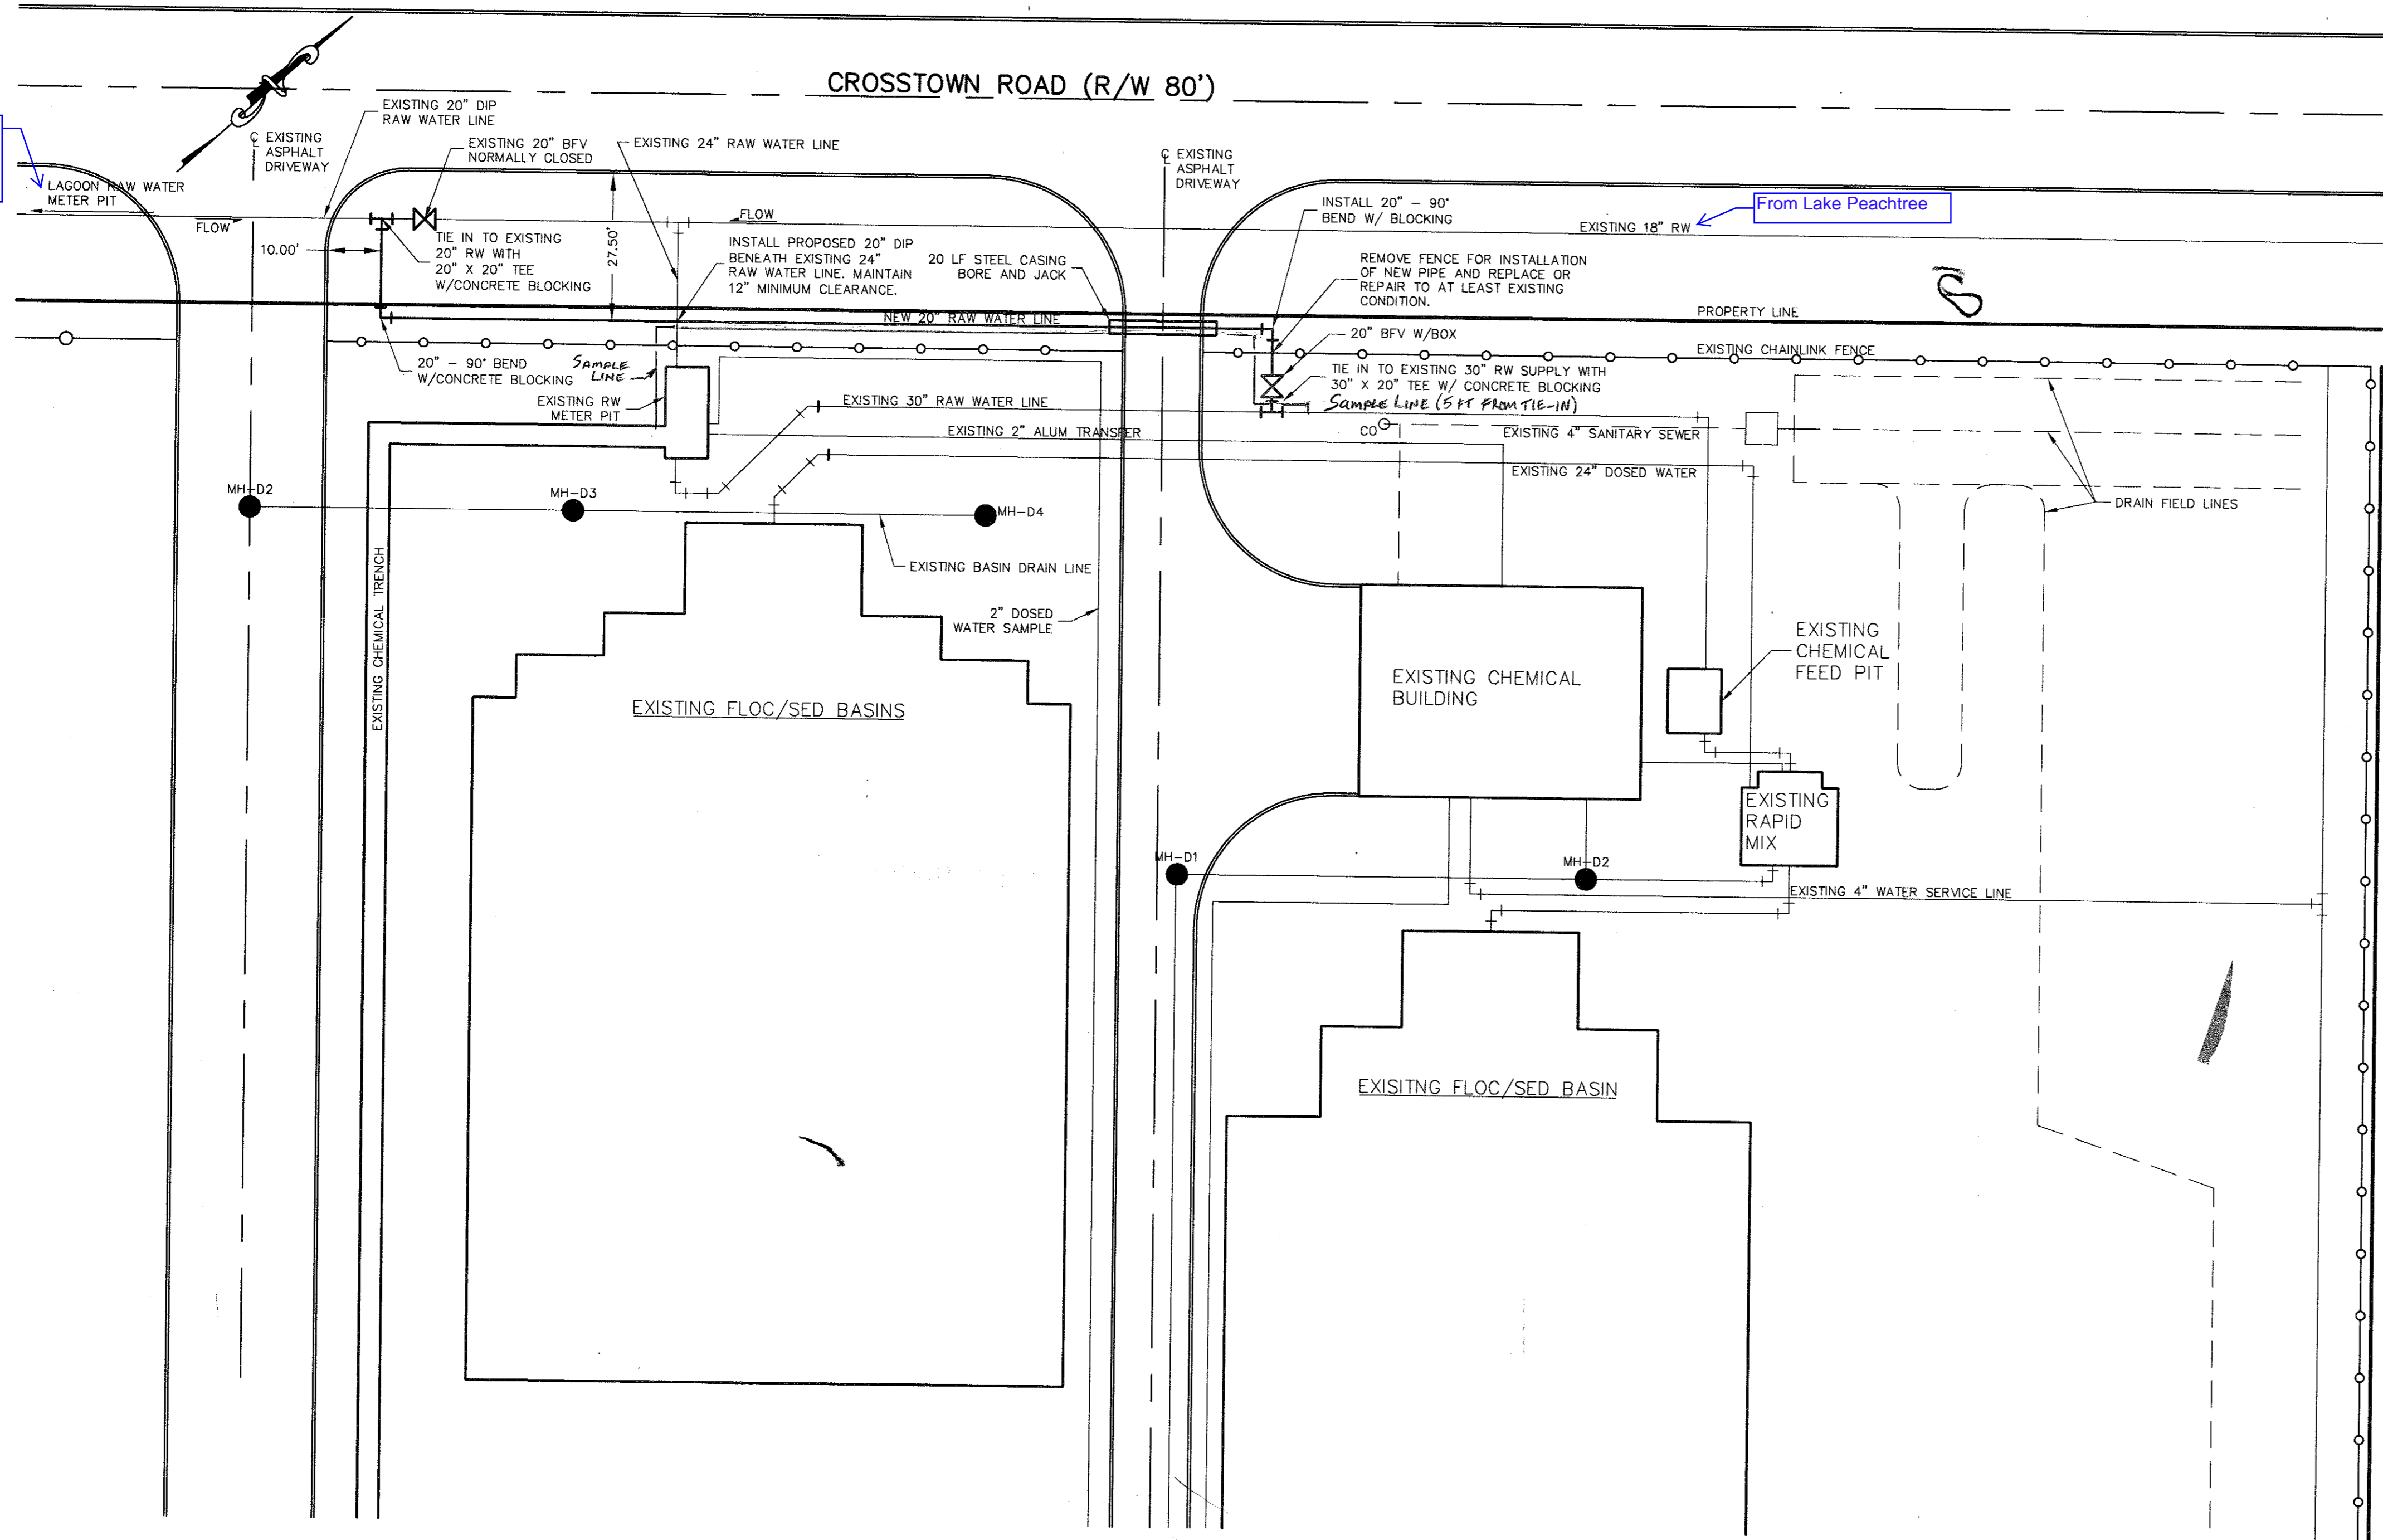 CROSSTOWN ROAD (R/W 80')
EXISTING 20" DIP
RAW WATER LINE
℄ EXISTING
ASPHALT
DRIVEWAY
EXISTING 20" BFV
NORMALLY CLOSED
EXISTING 24" RAW WATER LINE
℄ EXISTING
ASPHALT
DRIVEWAY
LAGOON RAW WATER
METER PIT
FLOW
10.00'
TIE IN TO EXISTING
20" RW WITH
20" X 20" TEE
W/CONCRETE BLOCKING
27.50'
FLOW
INSTALL PROPOSED 20" DIP
BENEATH EXISTING 24"
RAW WATER LINE. MAINTAIN
12" MINIMUM CLEARANCE.
20 LF STEEL CASING
BORE AND JACK
INSTALL 20" - 90°
BEND W/ BLOCKING
From Lake Peachtree
EXISTING 18" RW
REMOVE FENCE FOR INSTALLATION
OF NEW PIPE AND REPLACE OR
REPAIR TO AT LEAST EXISTING
CONDITION.
NEW 20" RAW WATER LINE
PROPERTY LINE
20" BFV W/BOX
EXISTING CHAINLINK FENCE
20" - 90° BEND
W/CONCRETE BLOCKING
SAMPLE
LINE
TIE IN TO EXISTING 30" RW SUPPLY WITH
30" X 20" TEE W/ CONCRETE BLOCKING
SAMPLE LINE (5 FT FROM TIE-IN)
EXISTING RW
METER PIT
EXISTING 30" RAW WATER LINE
EXISTING 2" ALUM TRANSFER
CO
EXISTING 4" SANITARY SEWER
EXISTING 24" DOSED WATER
MH-D2
MH-D3
MH-D4
DRAIN FIELD LINES
EXISTING BASIN DRAIN LINE
EXISTING CHEMICAL TRENCH
2" DOSED
WATER SAMPLE
EXISTING FLOC/SED BASINS
EXISTING CHEMICAL
BUILDING
EXISTING
CHEMICAL
FEED PIT
EXISTING
RAPID
MIX
MH-D1
MH-D2
EXISTING 4" WATER SERVICE LINE
EXISITNG FLOC/SED BASIN